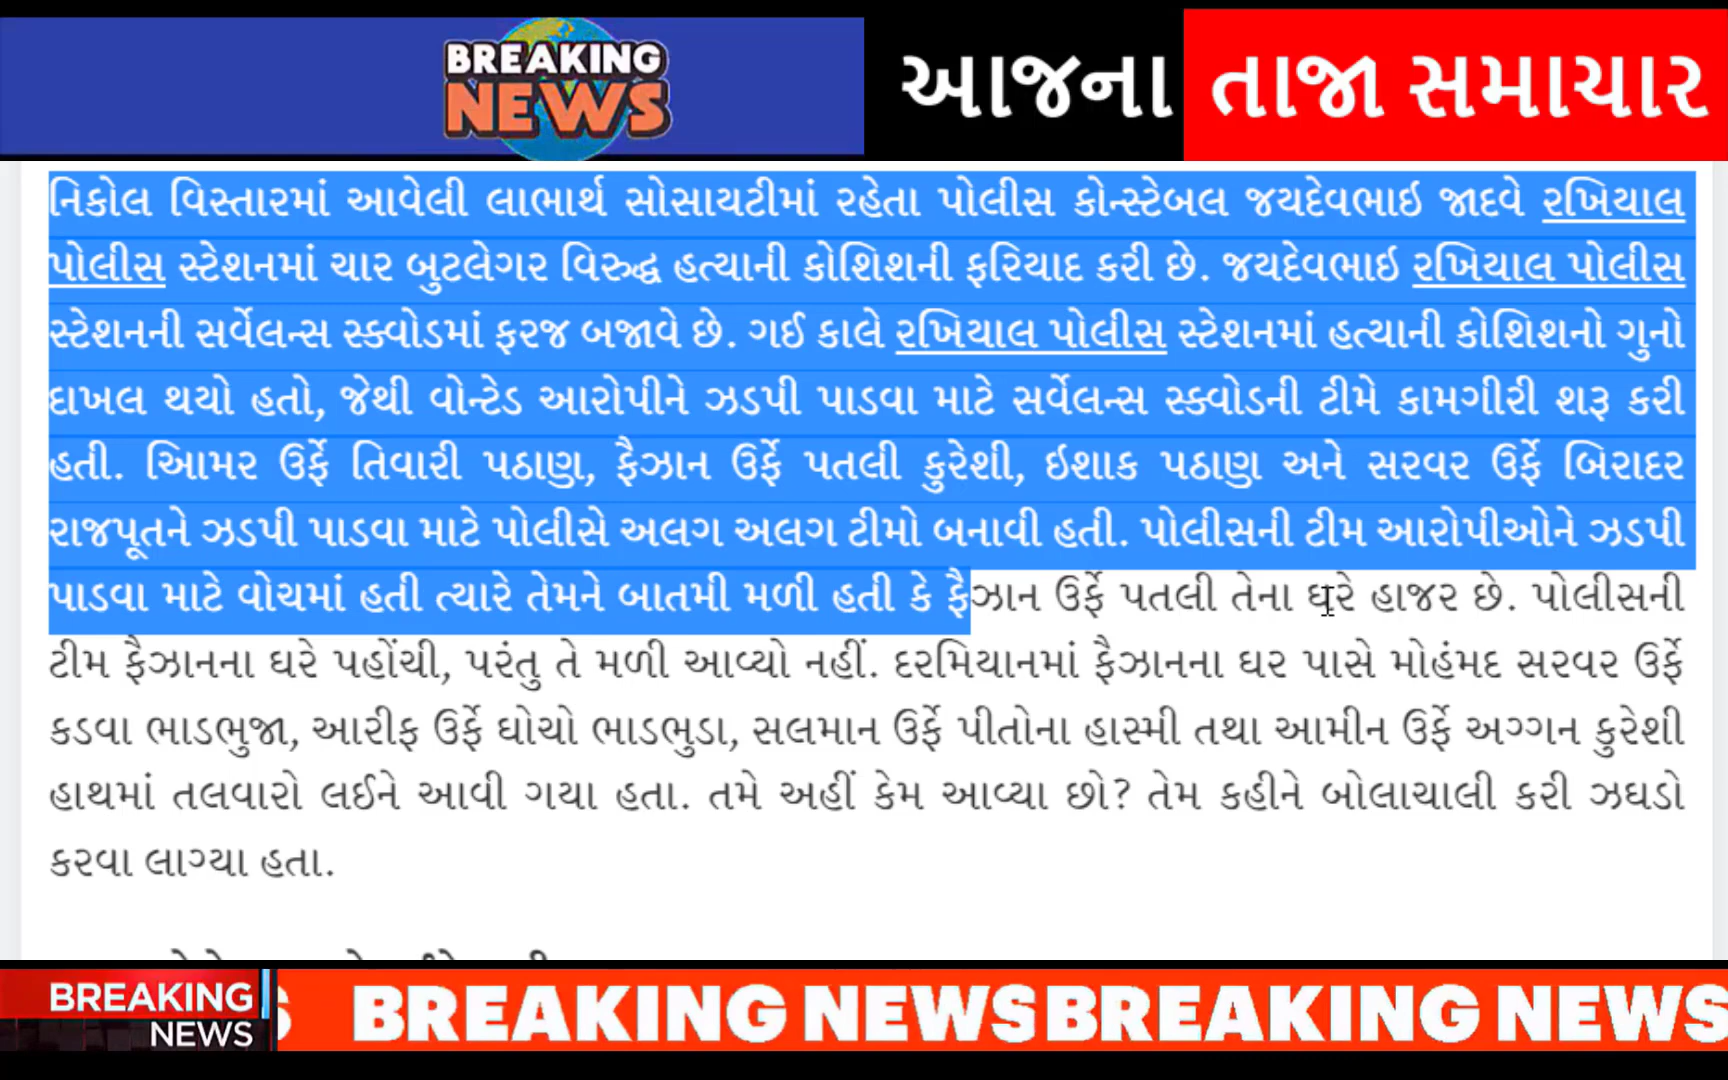 BREAKING
NEWS
આજના તાજા સમાચાર
નિકોલ વિસ્તારમાં આવેલી લાભાર્થ સોસાયટીમાં રહેતા પોલીસ કોન્સ્ટેબલ જયદેવભાઇ જાદવે રખિયાલ
પોલીસ સ્ટેશનમાં ચાર બુટલેગર વિરુદ્ધ હત્યાની કોશિશની ફરિયાદ કરી છે. જયદેવભાઇ રખિયાલ પોલીસ
સ્ટેશનની સર્વેલન્સ સ્ક્વોડમાં ફરજ બજાવે છે. ગઈ કાલે રખિયાલ પોલીસ સ્ટેશનમાં હત્યાની કોશિશનો ગુનો
દાખલ થયો હતો, જેથી વોન્ટેડ આરોપીને ઝડપી પાડવા માટે સર્વેલન્સ સ્ક્વોડની ટીમે કામગીરી શરૂ કરી
હતી. આિમર ઉર્ફે તિવારી પઠાણ, ફૈઝાન ઉર્ફે પતલી કુરેશી, ઇશાક પઠાણ અને સરવર ઉર્ફે બિરાદર
રાજપૂતને ઝડપી પાડવા માટે પોલીસે અલગ અલગ ટીમો બનાવી હતી. પોલીસની ટીમ આરોપીઓને ઝડપી
પાડવા માટે વોચમાં હતી ત્યારે તેમને બાતમી મળી હતી કે ફૈઝાન ઉર્ફે પતલી તેના ઘરે હાજર છે. પોલીસની
ટીમ ફૈઝાનના ઘરે પહોંચી, પરંતુ તે મળી આવ્યો નહીં. દરમિયાનમાં ફૈઝાનના ઘર પાસે મોહંમદ સરવર ઉર્ફે
કડવા ભાડભુજા, આરીફ ઉર્ફે ઘોચો ભાડભુડા, સલમાન ઉર્ફે પીતોના હાસ્મી તથા આમીન ઉર્ફે અગ્ગન કુરેશી
હાથમાં તલવારો લઈને આવી ગયા હતા. તમે અહીં કેમ આવ્યા છો? તેમ કહીને બોલાચાલી કરી ઝઘડો
કરવા લાગ્યા હતા.
BREAKING
NEWS
S BREAKING NEWSBREAKING NEWS